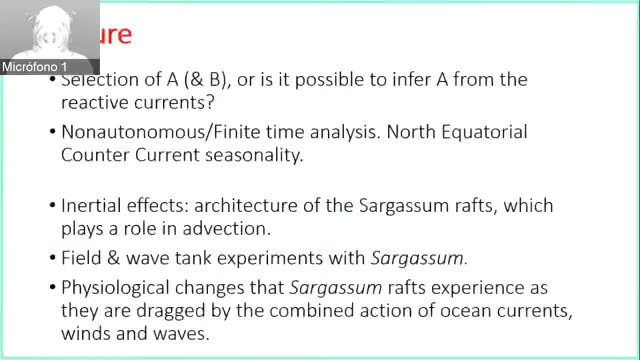 ure
Micrófono 1
• Selection of A (& B), or is it possible to infer A from the
reactive currents?
• Nonautonomous/Finite time analysis. North Equatorial
Counter Current seasonality.
• Inertial effects: architecture of the Sargassum rafts, which
plays a role in advection.
• Field & wave tank experiments with Sargassum.
• Physiological changes that Sargassum rafts experience as
they are dragged by the combined action of ocean currents,
winds and waves.